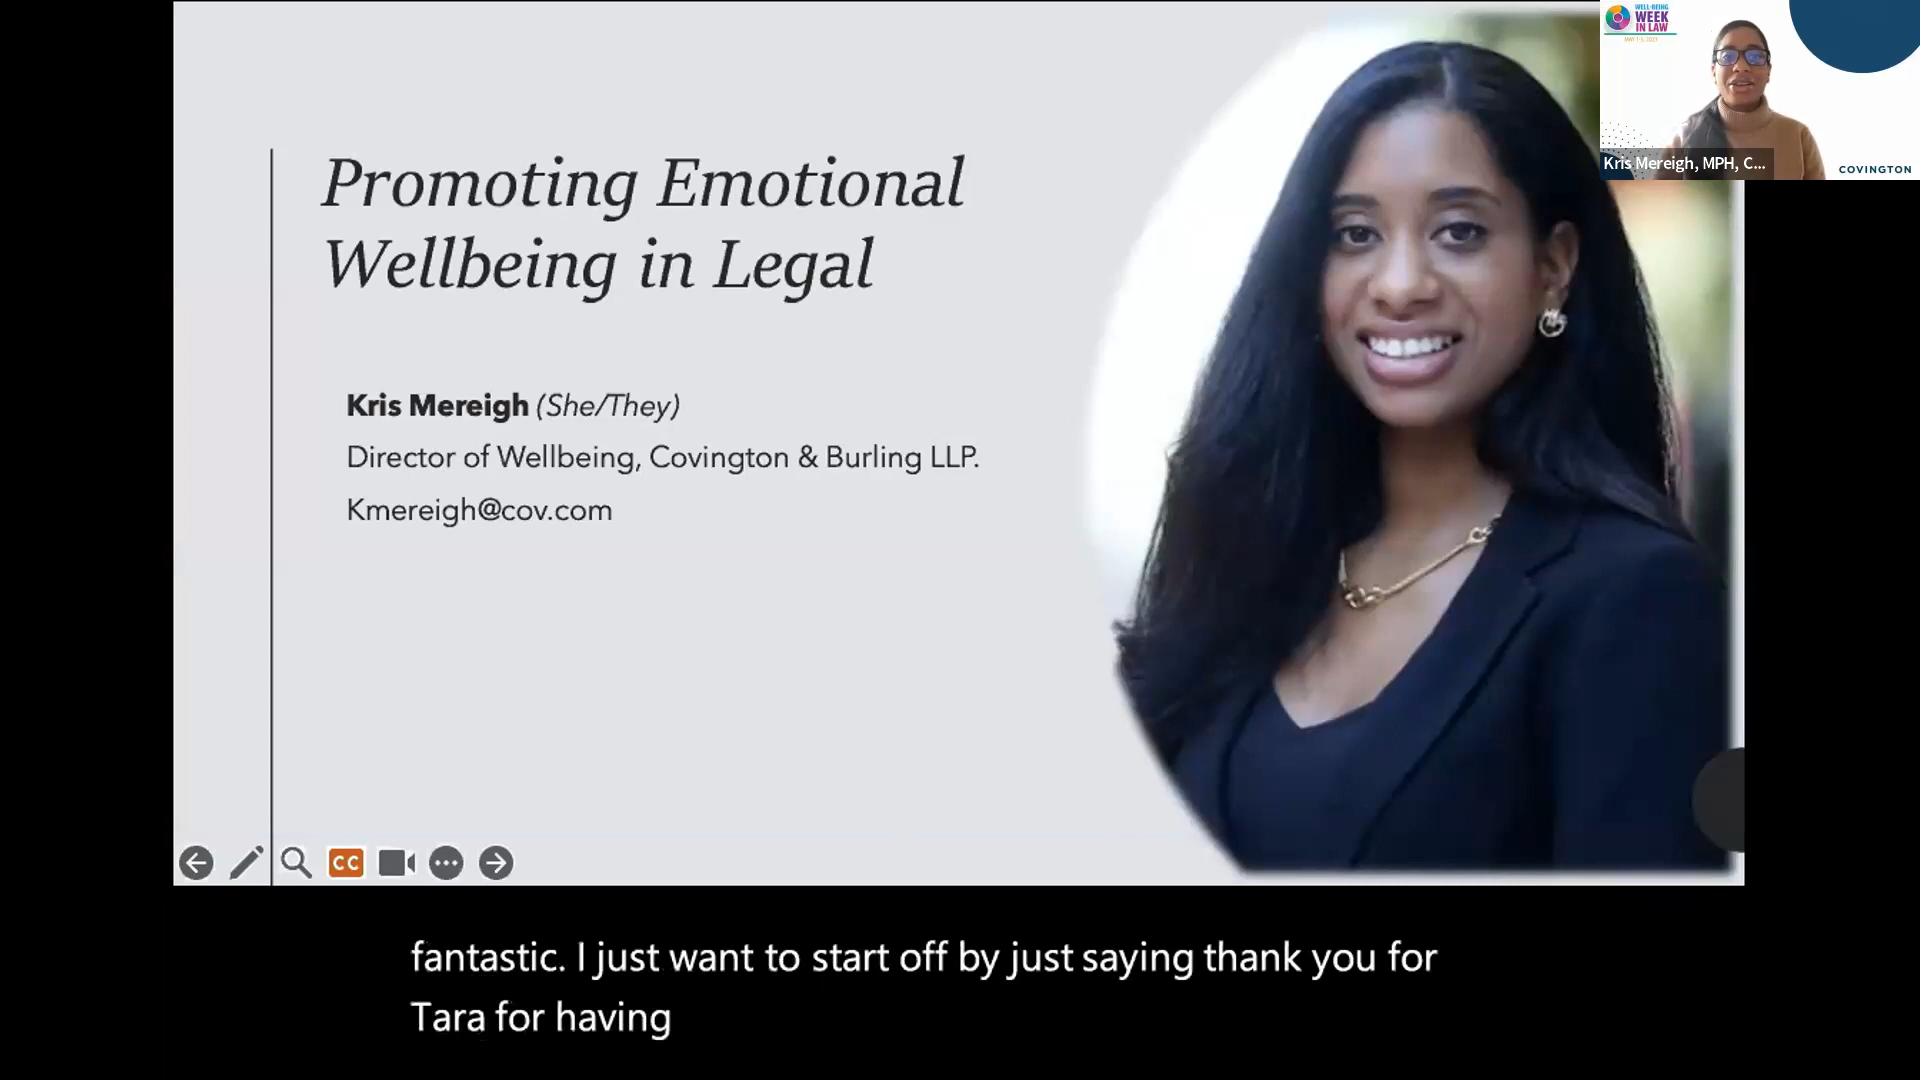 Promoting Emotional
Wellbeing in Legal
Kris Mereigh (She/They)
Director of Wellbeing, Covington & Burling LLP.
Kmereigh@cov.com
WELL-BEING
WEEK
IN LAW
MAY 1-5, 2023
Kris Mereigh, MPH, C...
COVINGTON
CC
fantastic. I just want to start off by just saying thank you for
Tara for having